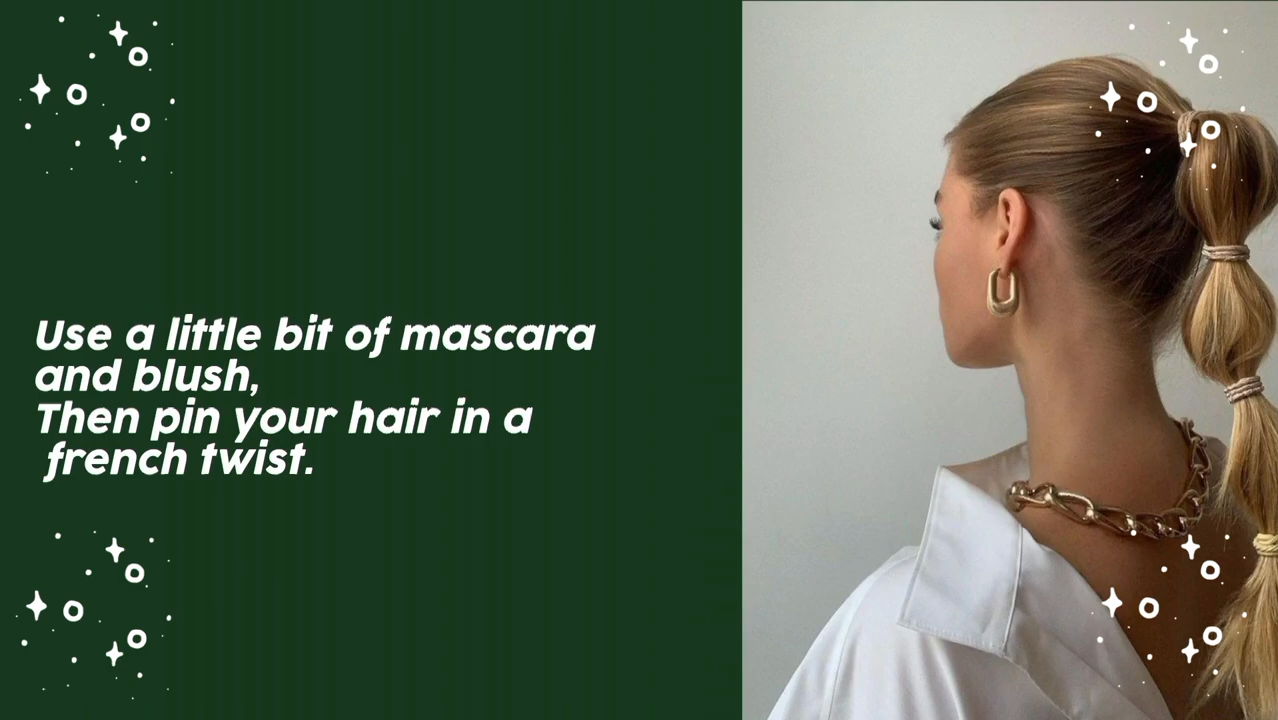 Use a little bit of mascara
and blush,
Then pin your hair in a
french twist.